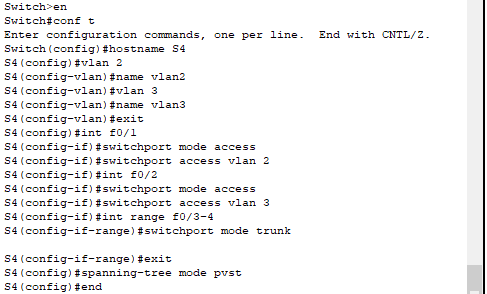 Switch>en
Switch#conf t
Enter configuration commands, one per line.  End with CNTL/Z.
Switch(config)#hostname S4
S4(config)#vlan 2
S4(config-vlan)#name vlan2
S4(config-vlan)#vlan 3
S4(config-vlan)#name vlan3
S4(config-vlan)#exit
S4(config)#int f0/1
S4(config-if)#switchport mode access
S4(config-if)#switchport access vlan 2
S4(config-if)#int f0/2
S4(config-if)#switchport mode access
S4(config-if)#switchport access vlan 3
S4(config-if)#int range f0/3-4
S4(config-if-range)#switchport mode trunk
S4(config-if-range)#exit
S4(config)#spanning-tree mode pvst
S4(config)#end